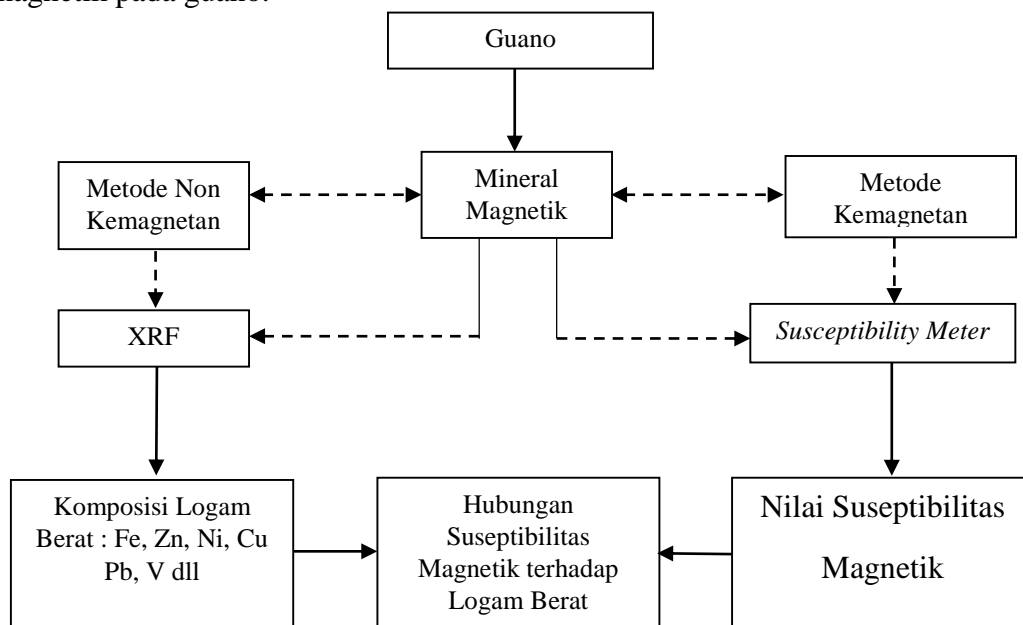 magnetik pada guano.
Guano
Metode Non
Kemagnetan
Mineral
Magnetik
Metode
Kemagnetan
XRF
Susceptibility Meter
Komposisi Logam
Berat : Fe, Zn, Ni, Cu
Pb, V dll
Hubungan
Suseptibilitas
Magnetik terhadap
Logam Berat
Nilai Suseptibilitas
Magnetik